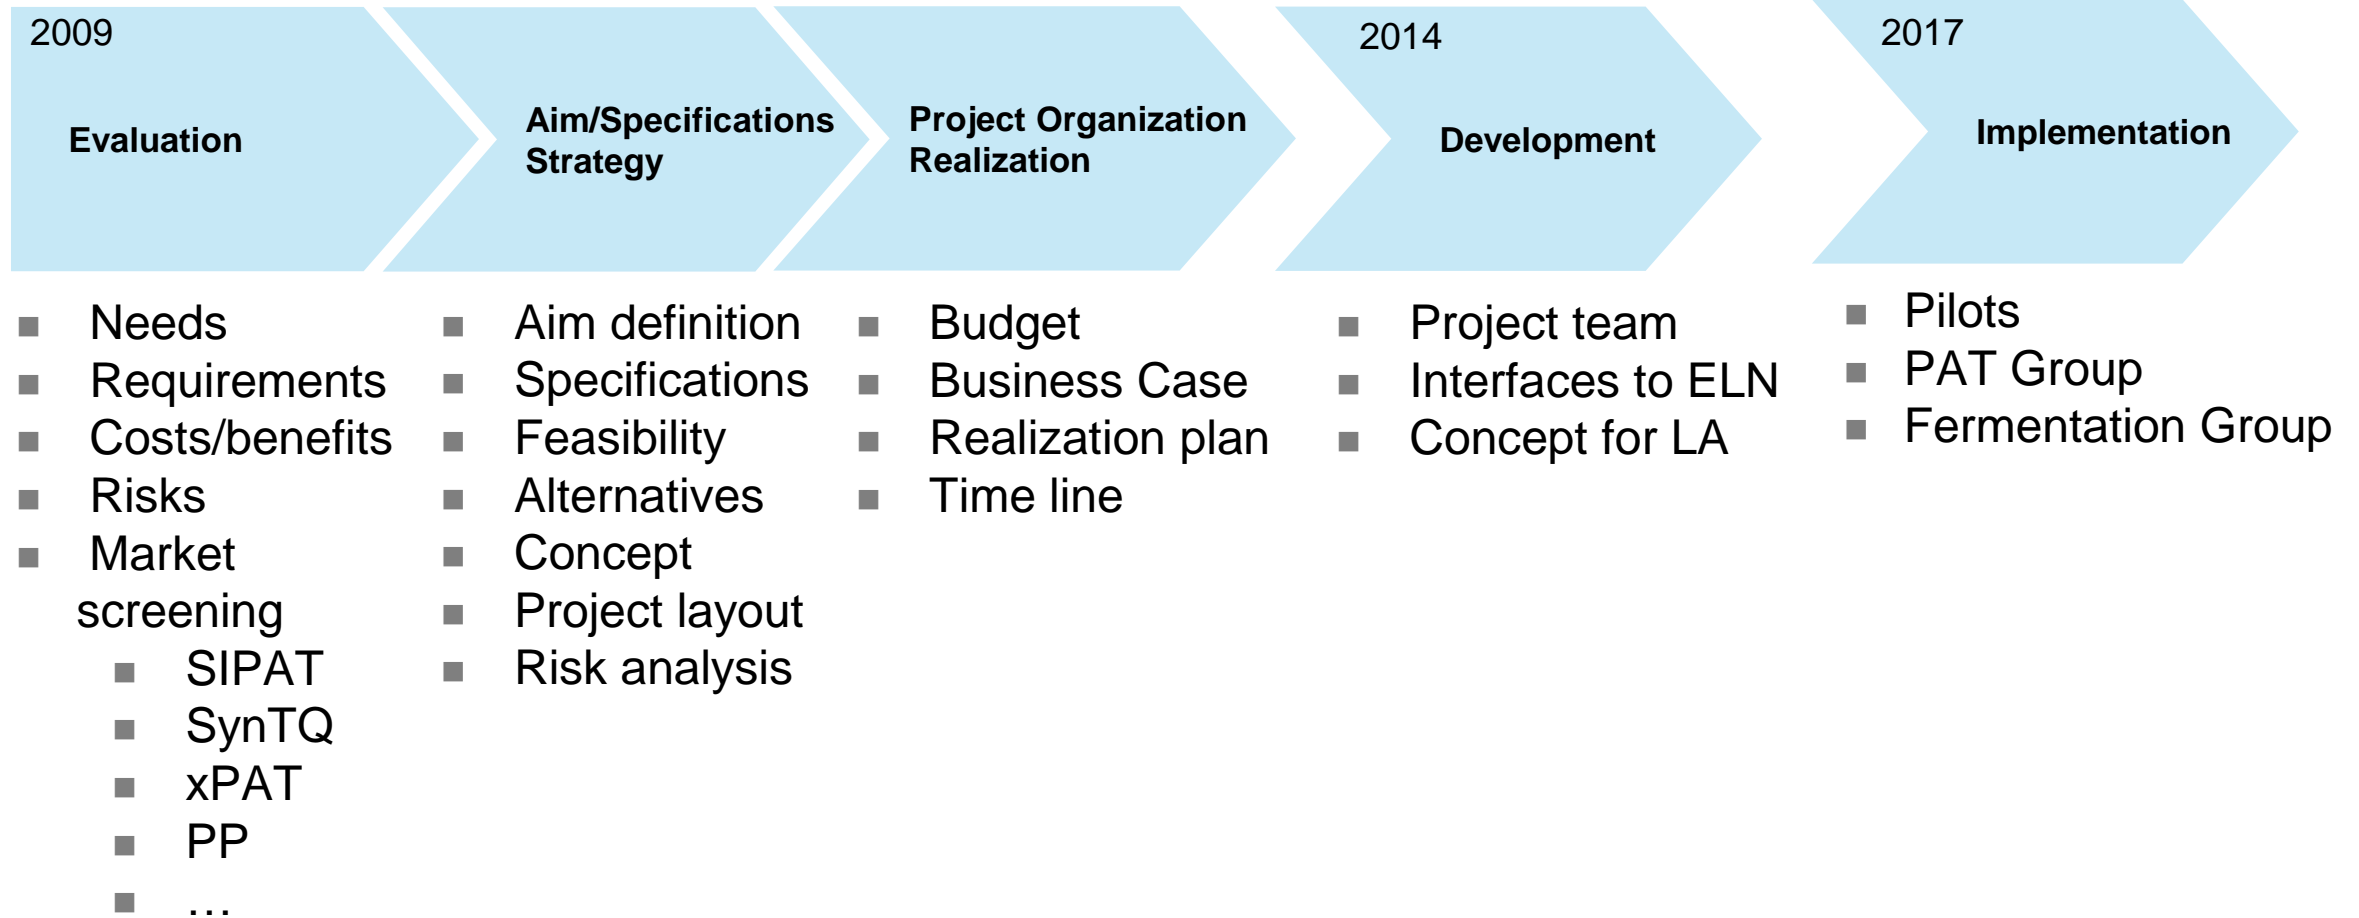 2009
Evaluation
Aim/Specifications
Strategy
Project Organization
Realization
2014
Development
2017
Implementation
Needs
Requirements
Costs/benefits
Risks
Market
screening
SIPAT
SynTQ
xPAT
PP
...
Aim definition
Specifications
Feasibility
Alternatives
Concept
Project layout
Risk analysis
Budget
Business Case
Realization plan
Time line
Project team
Interfaces to ELN
Concept for LA
Pilots
PAT Group
Fermentation Group